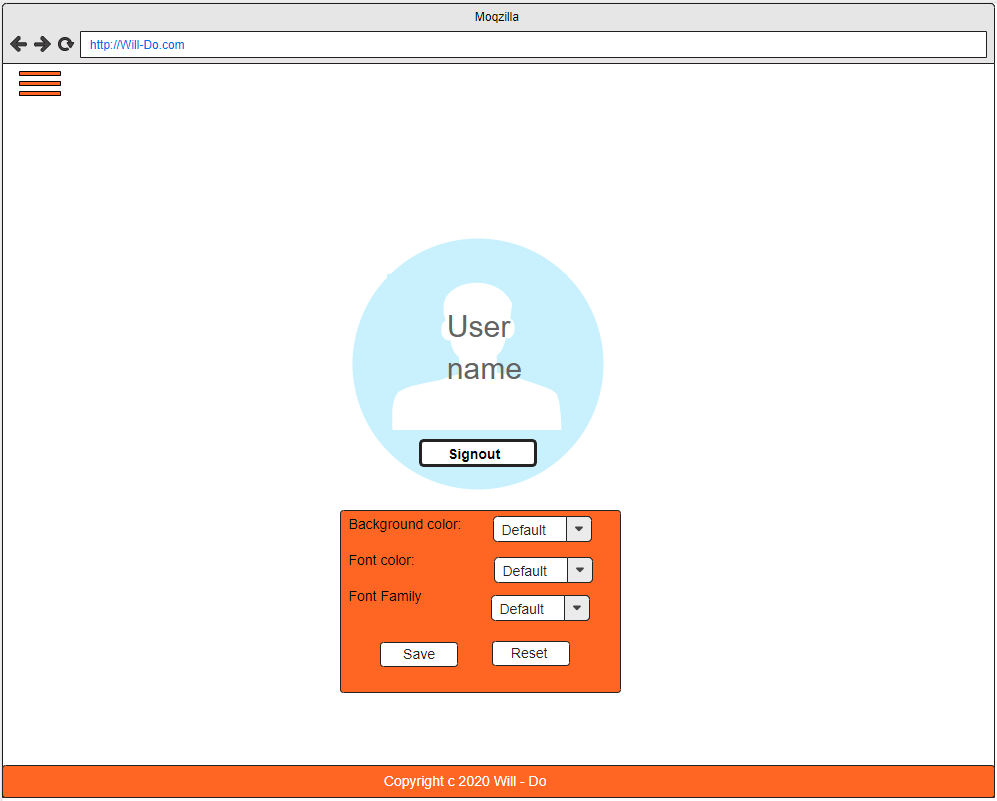 Moqzilla
http://Will-Do.com
User
name
Signout
Background color:
Default
Font color:
Default
Font Family
Default
Save
Reset
Copyright c 2020 Will - Do